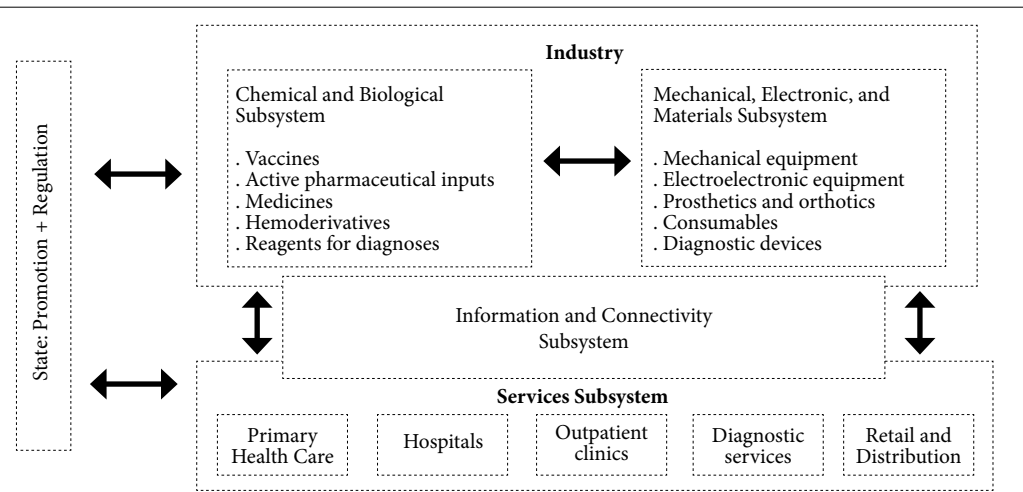 State: Promotion + Regulation
Industry
Chemical and Biological
Subsystem
. Vaccines
. Active pharmaceutical inputs
. Medicines
. Hemoderivatives
. Reagents for diagnoses
Mechanical, Electronic, and
Materials Subsystem
. Mechanical equipment
. Electroelectronic equipment
. Prosthetics and orthotics
. Consumables
. Diagnostic devices
Information and Connectivity
Subsystem
Services Subsystem
Primary
Health Care
Hospitals
Outpatient
clinics
Diagnostic
services
Retail and
Distribution